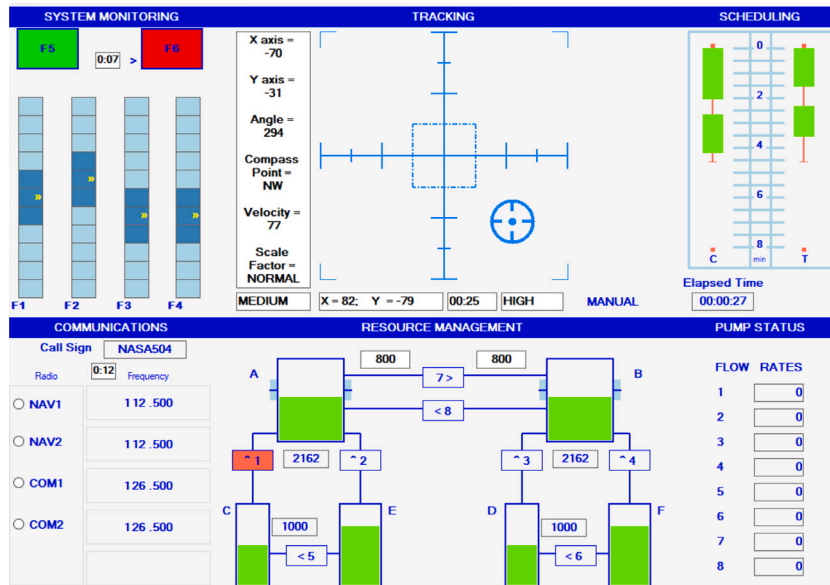 SYSTEM MONITORING
F5
0:07 >
F6
»
»
»
»
F1 F2 F3 F4
TRACKING
X axis =
-70
Y axis =
-31
Angle =
294
Compass
Point =
NW
Velocity =
77
Scale
Factor =
NORMAL
MEDIUM X = 82; Y = -79 00:25 HIGH MANUAL
SCHEDULING
0
2
4
6
8
C min T
Elapsed Time
00:00:27
COMMUNICATIONS
Call Sign NASA504
Radio 0:12 Frequency
NAV1 112 .500
NAV2 112 .500
COM1 126 .500
COM2 126 .500
RESOURCE MANAGEMENT
800 800
A 7 > B
< 8
^ 1 2162 ^ 2 ^ 3 2162 ^ 4
C E D F
1000 1000
< 5 < 6
PUMP STATUS
FLOW RATES
1 0
2 0
3 0
4 0
5 0
6 0
7 0
8 0